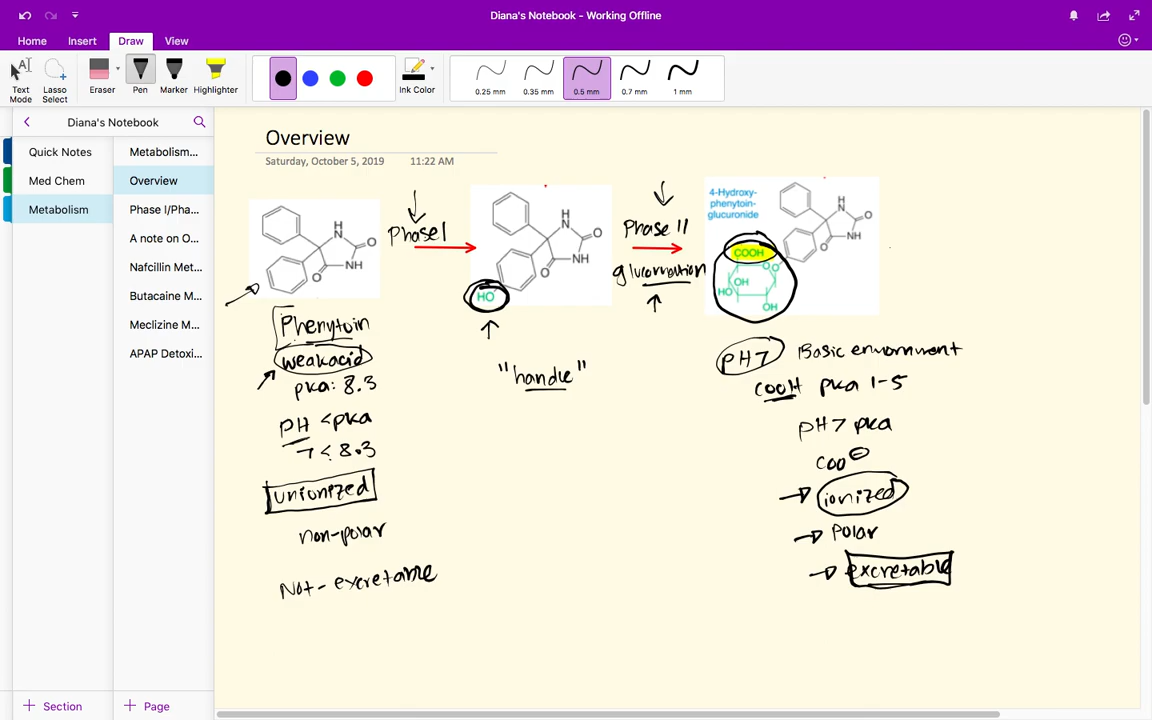 Diana's Notebook - Working Offline
Home Insert Draw View
Text Mode
Lasso Select
Eraser
Pen
Marker
Highlighter
Ink Color
0.25 mm
0.35 mm
0.5 mm
0.7 mm
1 mm
Diana's Notebook
Quick Notes
Med Chem
Metabolism
Metabolism...
Overview
Phase I/Pha...
A note on O...
Nafcillin Met...
Butacaine M...
Meclizine M...
APAP Detoxi...
+ Section
+ Page
Overview
Saturday, October 5, 2019 11:22 AM
H
N
O
NH
O
Phenytoin
weak acid
pka: 8.3
pH < pka
7 < 8.3
unionized
non-polar
Not-excretable
Phase I
H
N
O
NH
O
HO
"handle"
Phase II
4-Hydroxy-
phenytoin-
glucuronide
H
N
O
NH
O
COOH
O
O
OH
HO
OH
pH 7 Basic environment
COOH pka 1-5
pH > pka
COO⊖
ionized
Polar
excretable